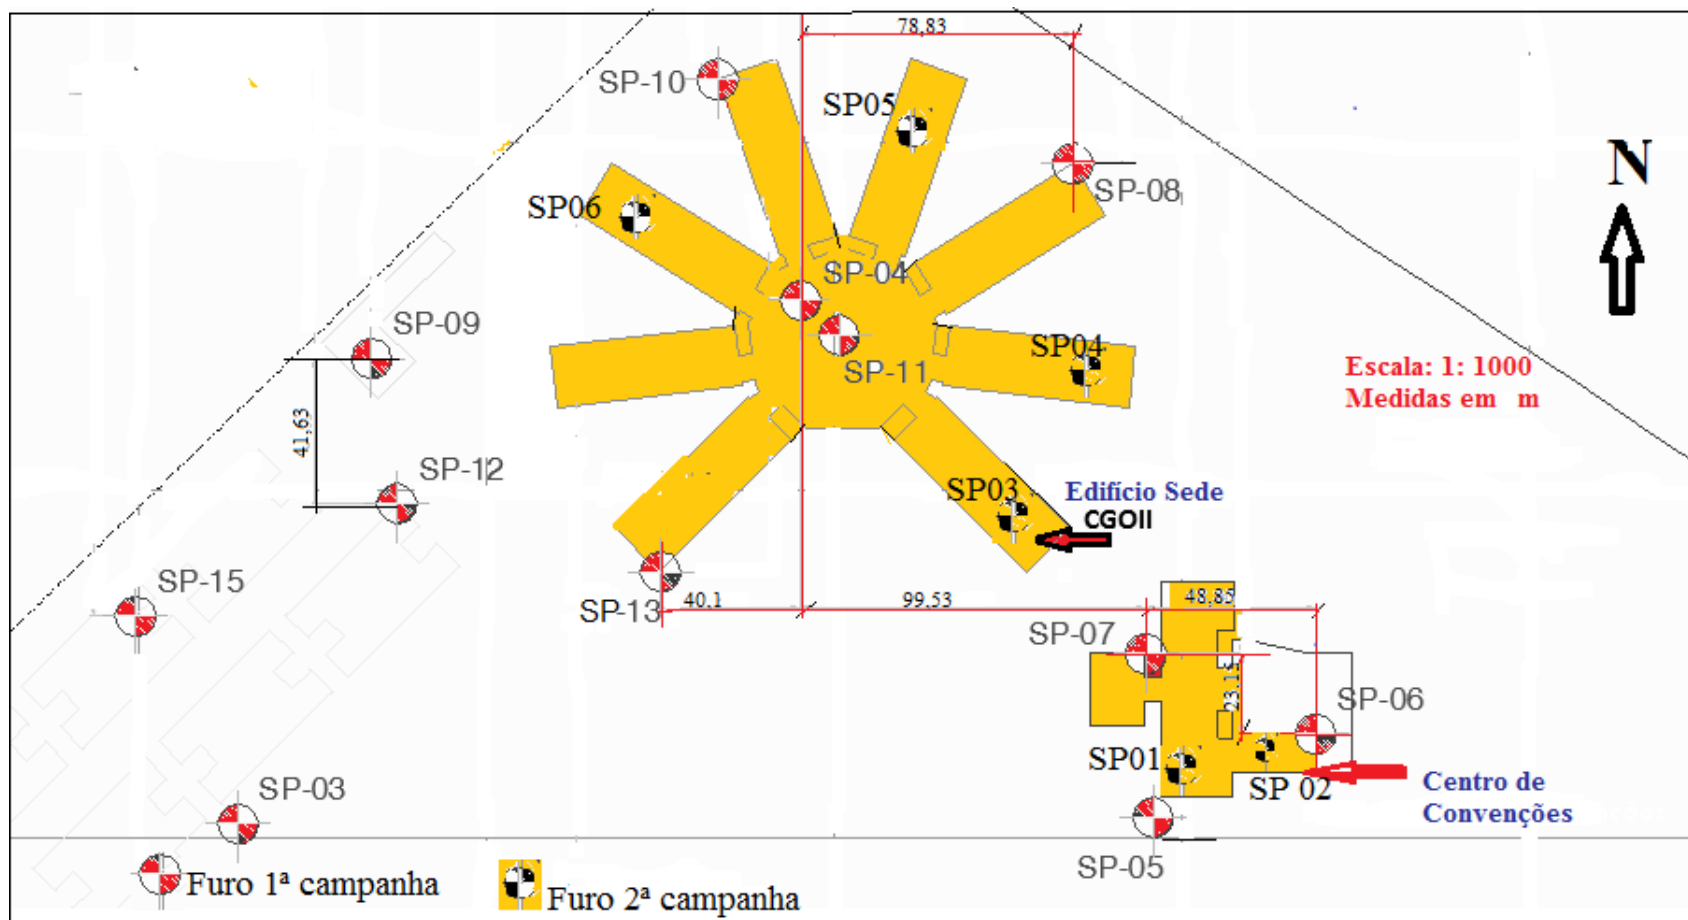 78,83
SP-10
SP05
N
SP-08
SP06
SP-04
SP-09
SP04
SP-11
Escala: 1: 1000
Medidas em m
41,63
SP-12
SP03
Edifício Sede
CGOII
SP-15
SP-13
40.1
99,53
48,85
SP-07
23.15
SP-06
SP01
SP 02
Centro de
Convenções
SP-03
SP-05
Furo 1ª campanha
Furo 2ª campanha